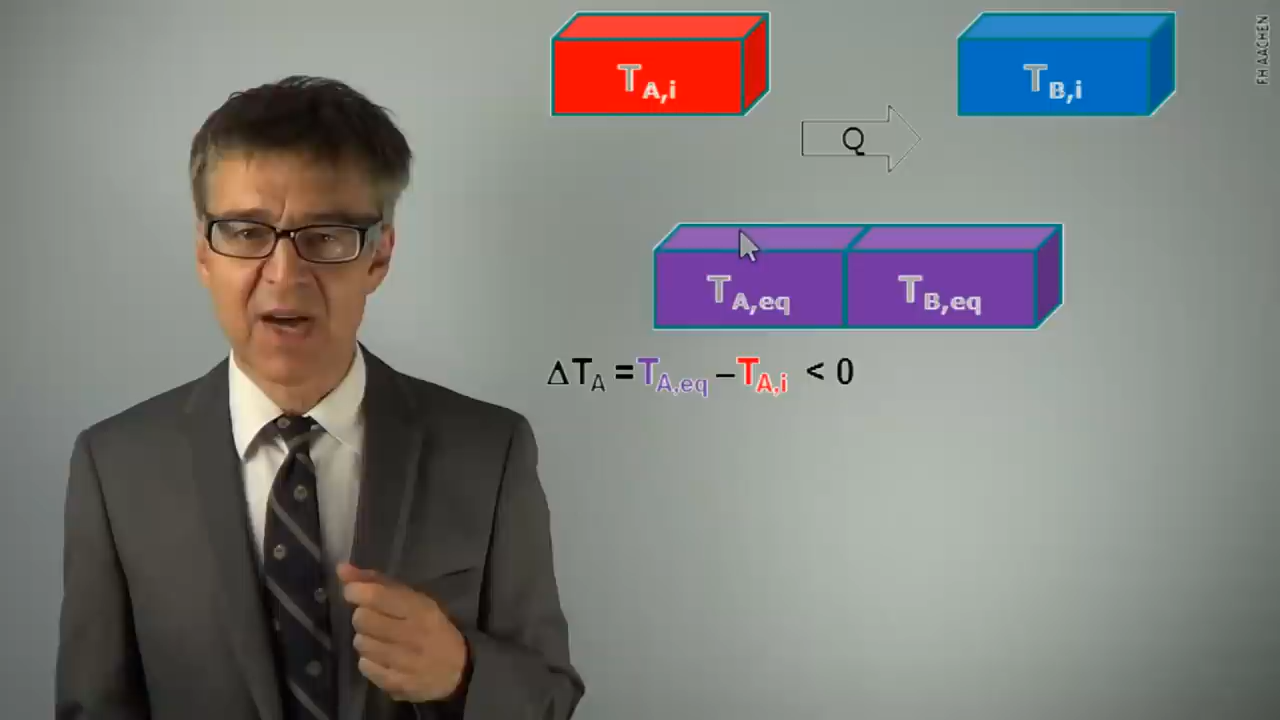 T_A,i
T_B,i
Q
T_A,eq
T_B,eq
ΔT_A = T_A,eq – T_A,i < 0
FH AACHEN